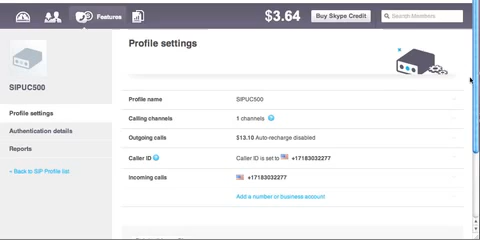 Features
$3.64
Buy Skype Credit
Search Members
Profile settings
SIPUC500
Profile settings
Authentication details
Reports
« Back to SIP Profile list
Profile name SIPUC500
Calling channels 1 channels ?
Outgoing calls $13.10 Auto-recharge disabled
Caller ID ? Caller ID is set to +17183032277
Incoming calls +17183032277
Add a number or business account